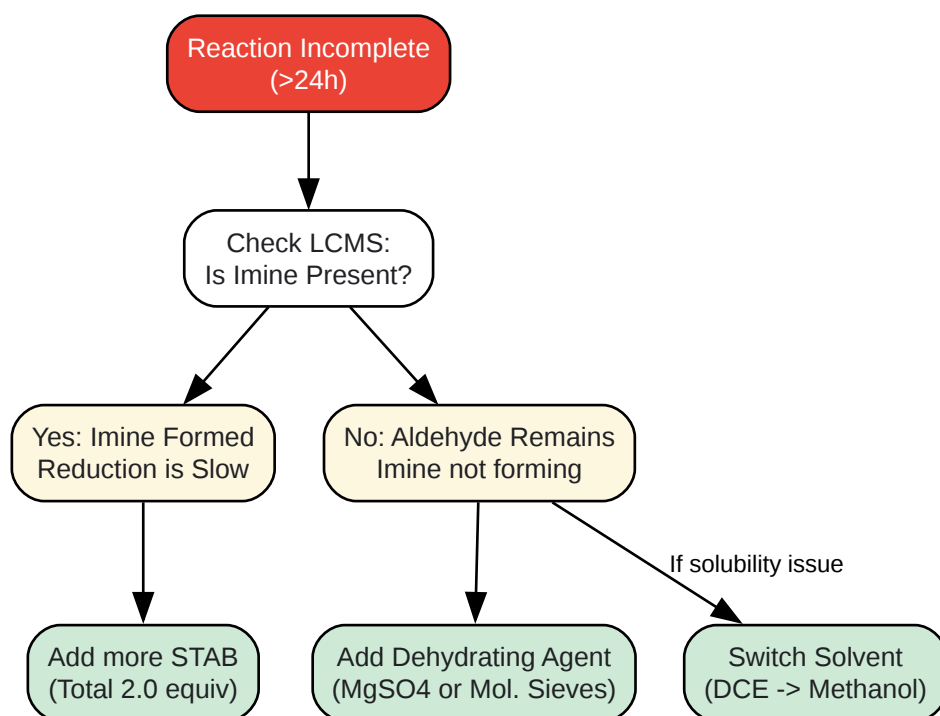 Reaction Incomplete
(>24h)
Check LCMS:
Is Imine Present?
Yes: Imine Formed
Reduction is Slow
No: Aldehyde Remains
Imine not forming
If solubility issue
Add more STAB
(Total 2.0 equiv)
Add Dehydrating Agent
(MgSO4 or Mol. Sieves)
Switch Solvent
(DCE -> Methanol)